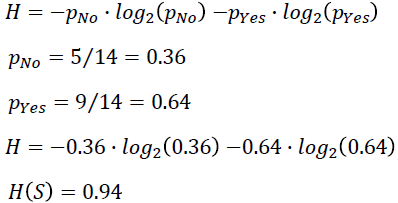 H = −p_No · log₂(p_No) −p_Yes · log₂(p_Yes)
p_No = 5/14 = 0.36
p_Yes = 9/14 = 0.64
H = −0.36 · log₂(0.36) −0.64 · log₂(0.64)
H(S) = 0.94